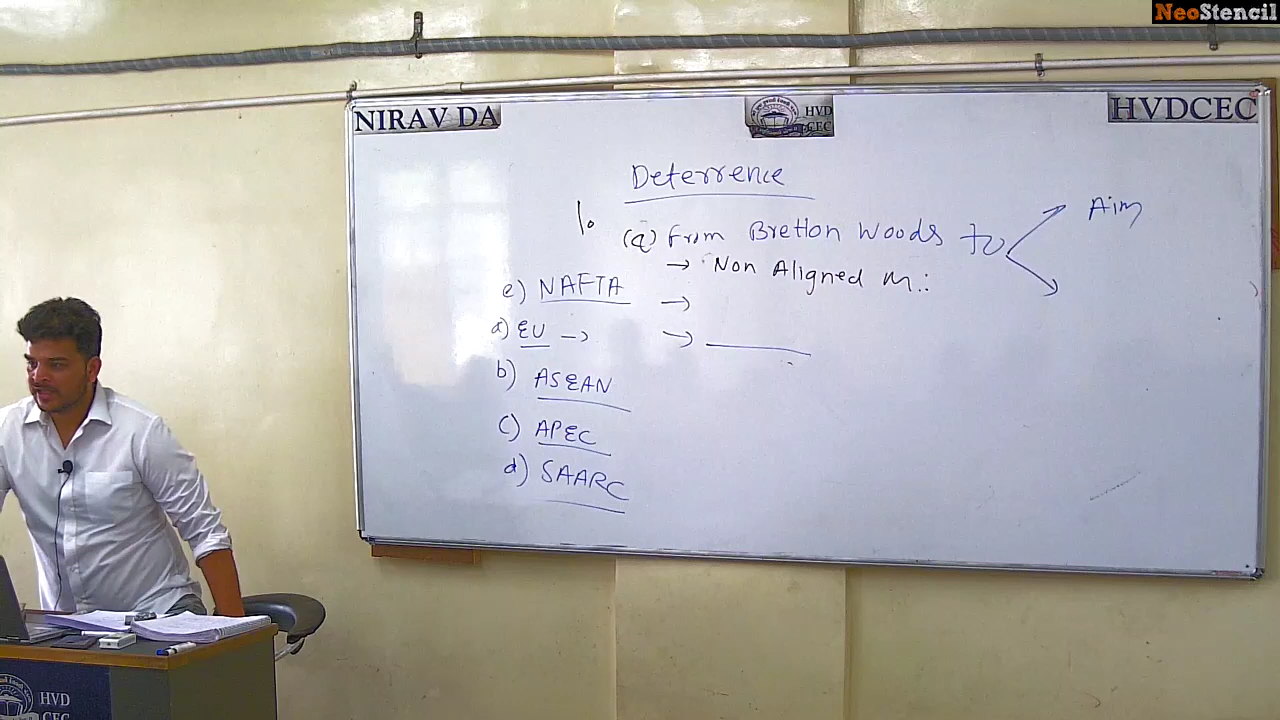 NeoStencil
NIRAV DA
HVD
CEC
HVDCEC
Deterrence
1.
(a) From Bretton Woods to
Aim
→ Non Aligned M.:
e) NAFTA →
a) EU → →
b) ASEAN
c) APEC
d) SAARC
HVD
CEC